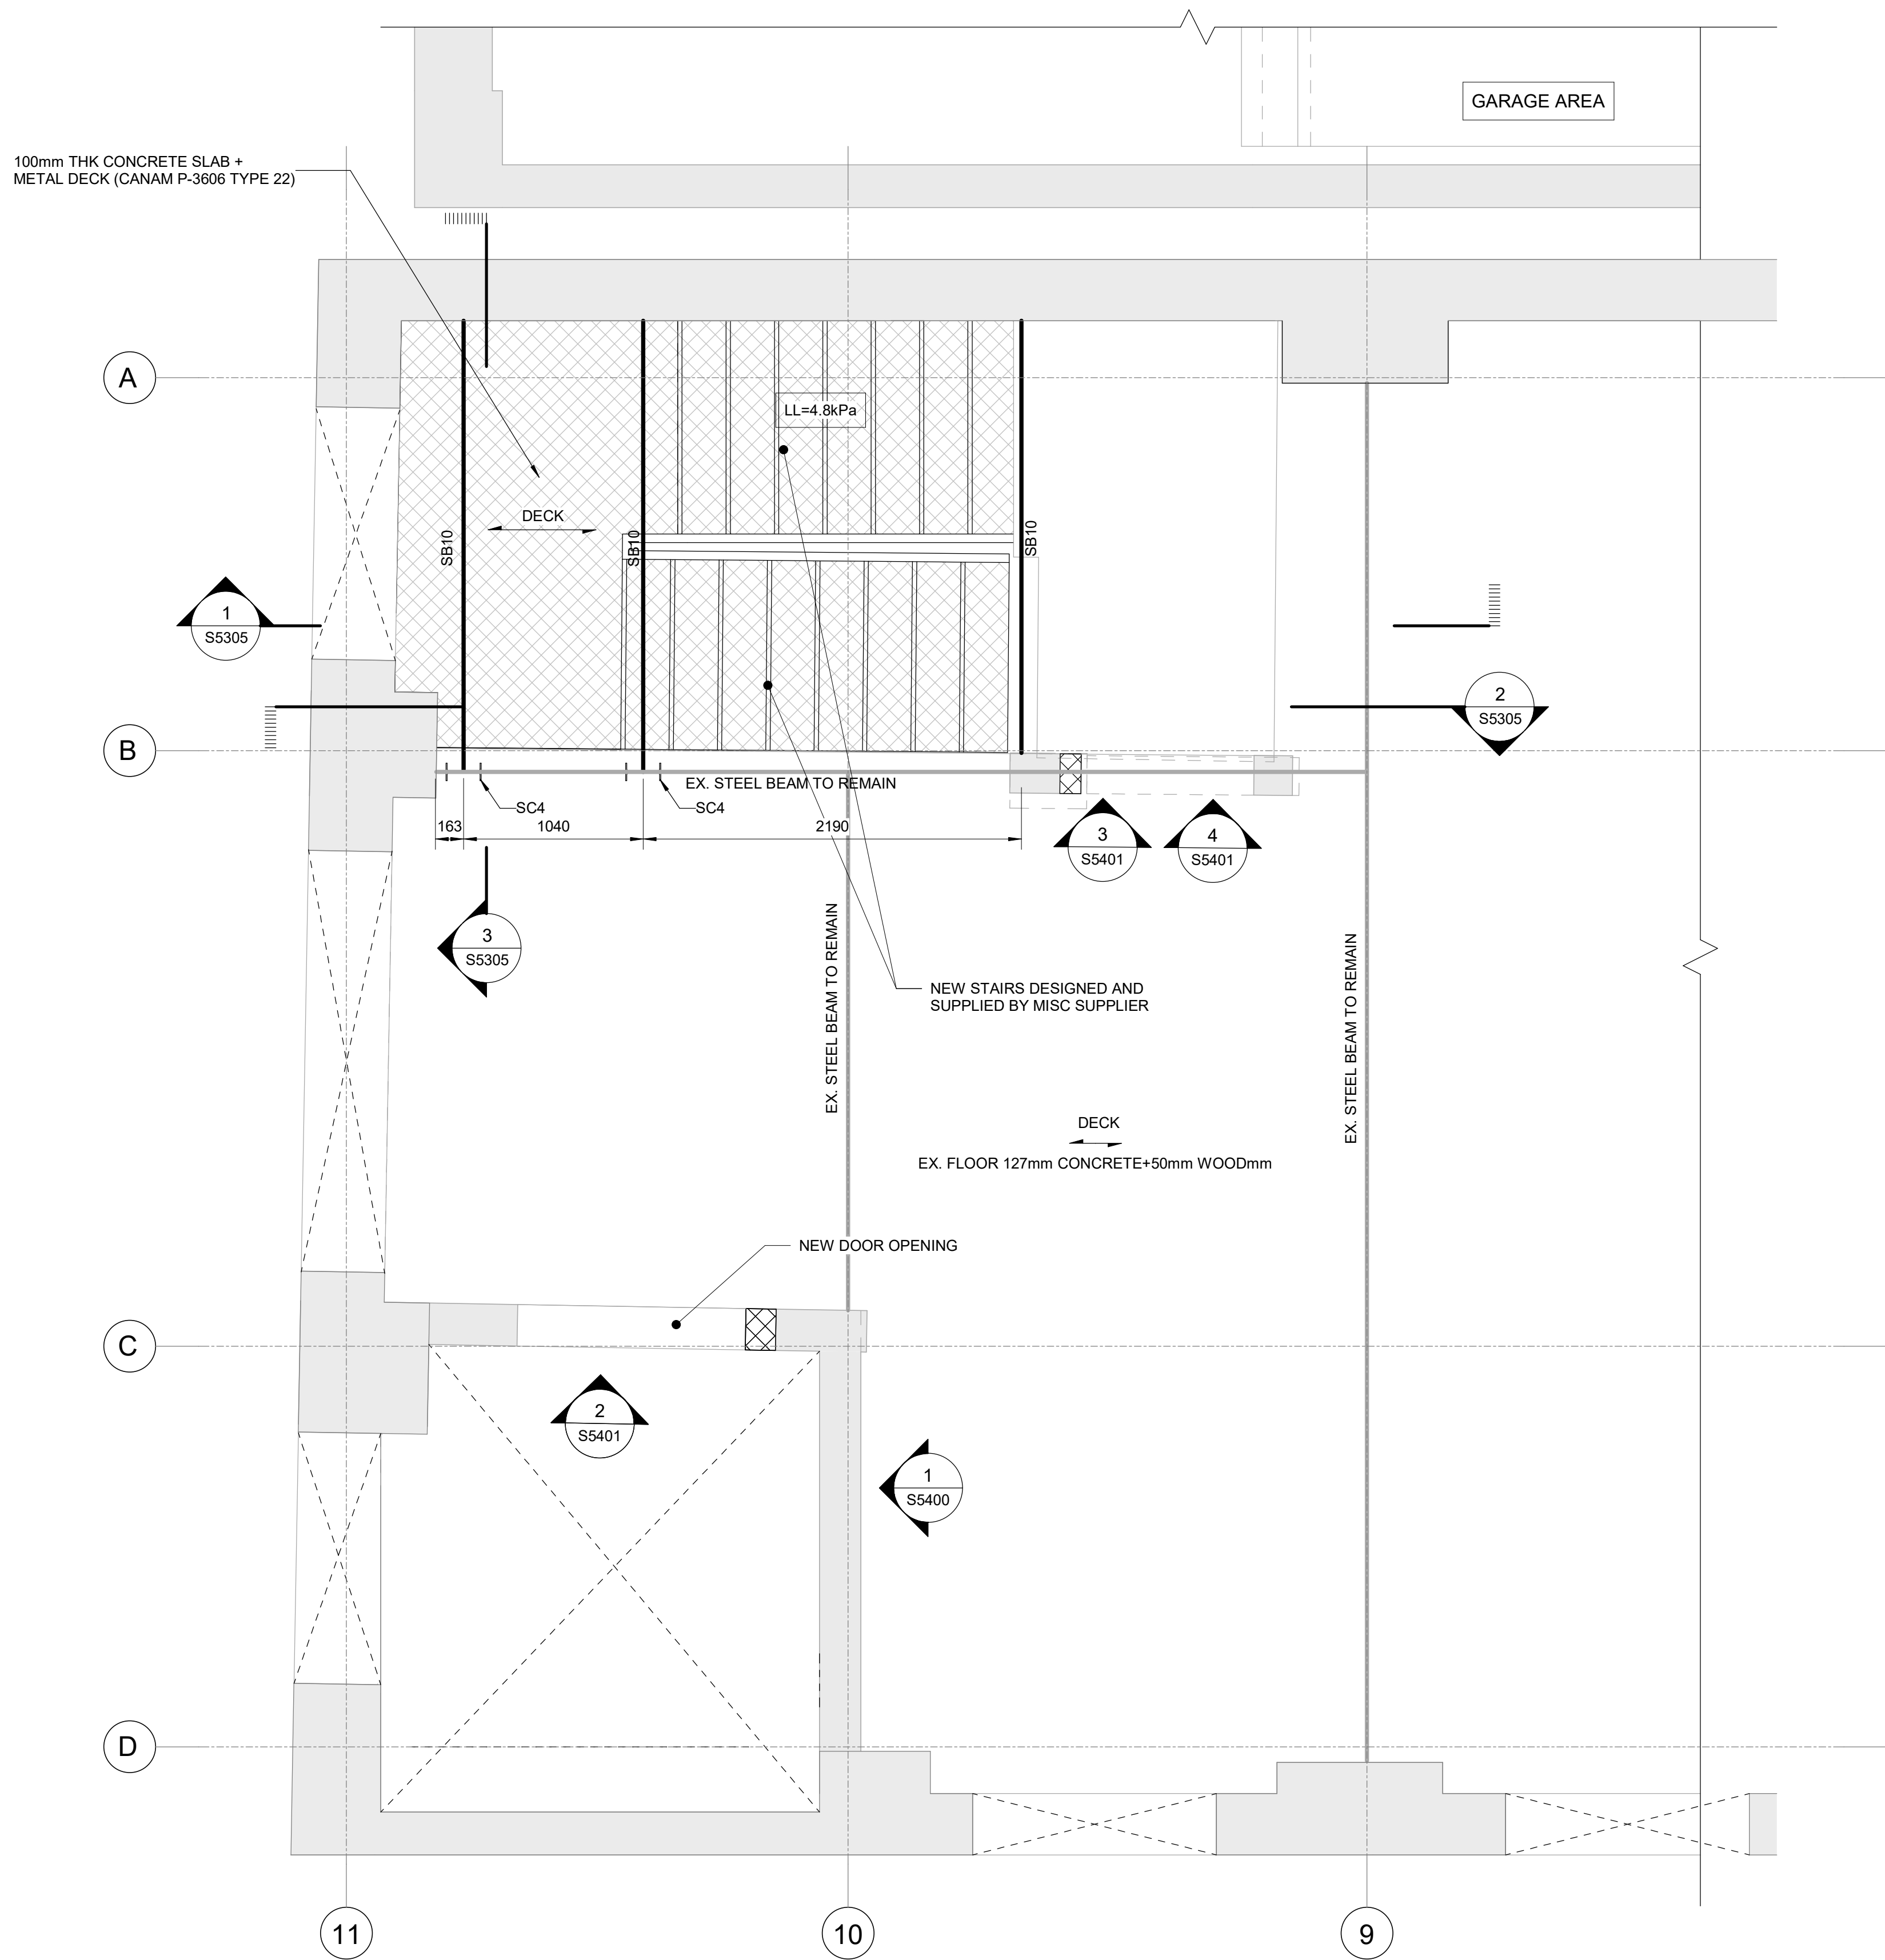 GARAGE AREA
100mm THK CONCRETE SLAB +
METAL DECK (CANAM P-3606 TYPE 22)
A
LL=4.8kPa
DECK
SB10
SB10
SB10
1
S5305
2
S5305
B
EX. STEEL BEAM TO REMAIN
SC4
SC4
163
1040
2190
3
S5401
4
S5401
3
S5305
EX. STEEL BEAM TO REMAIN
EX. STEEL BEAM TO REMAIN
NEW STAIRS DESIGNED AND
SUPPLIED BY MISC SUPPLIER
DECK
EX. FLOOR 127mm CONCRETE+50mm WOODmm
NEW DOOR OPENING
C
2
S5401
1
S5400
D
11
10
9